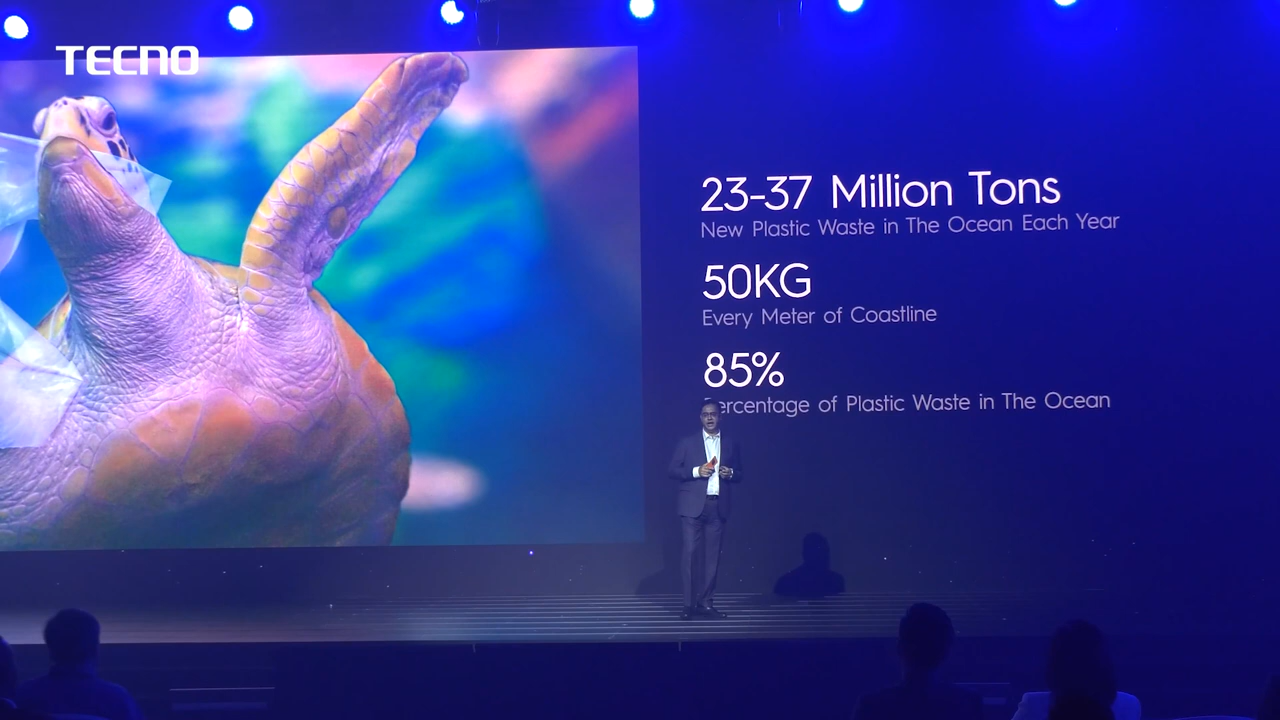 TECNO
23-37 Million Tons
New Plastic Waste in The Ocean Each Year
50KG
Every Meter of Coastline
85%
Percentage of Plastic Waste in The Ocean